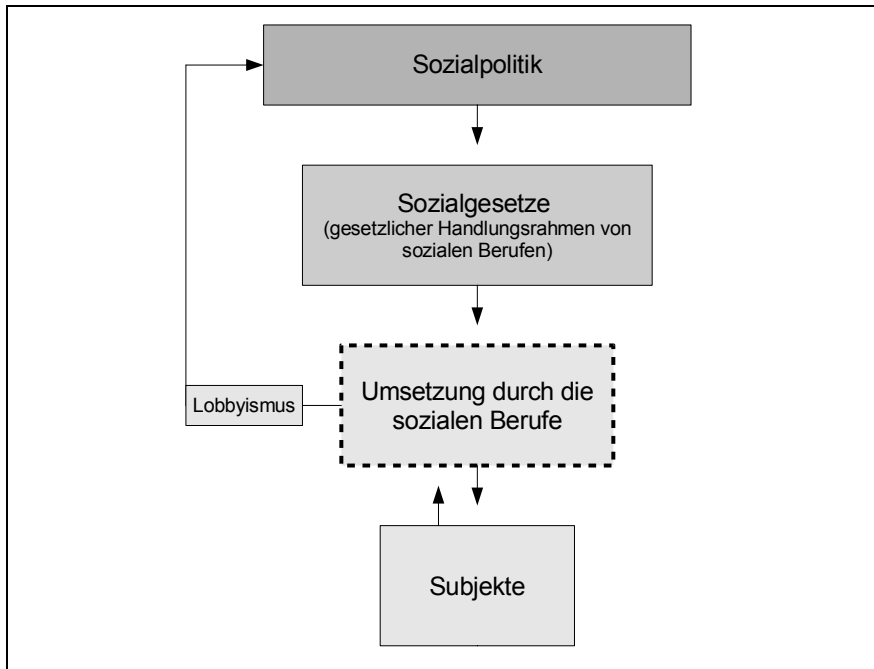 Sozialpolitik
Sozialgesetze
(gesetzlicher Handlungsrahmen von
sozialen Berufen)
Umsetzung durch die
sozialen Berufe
Lobbyismus
Subjekte